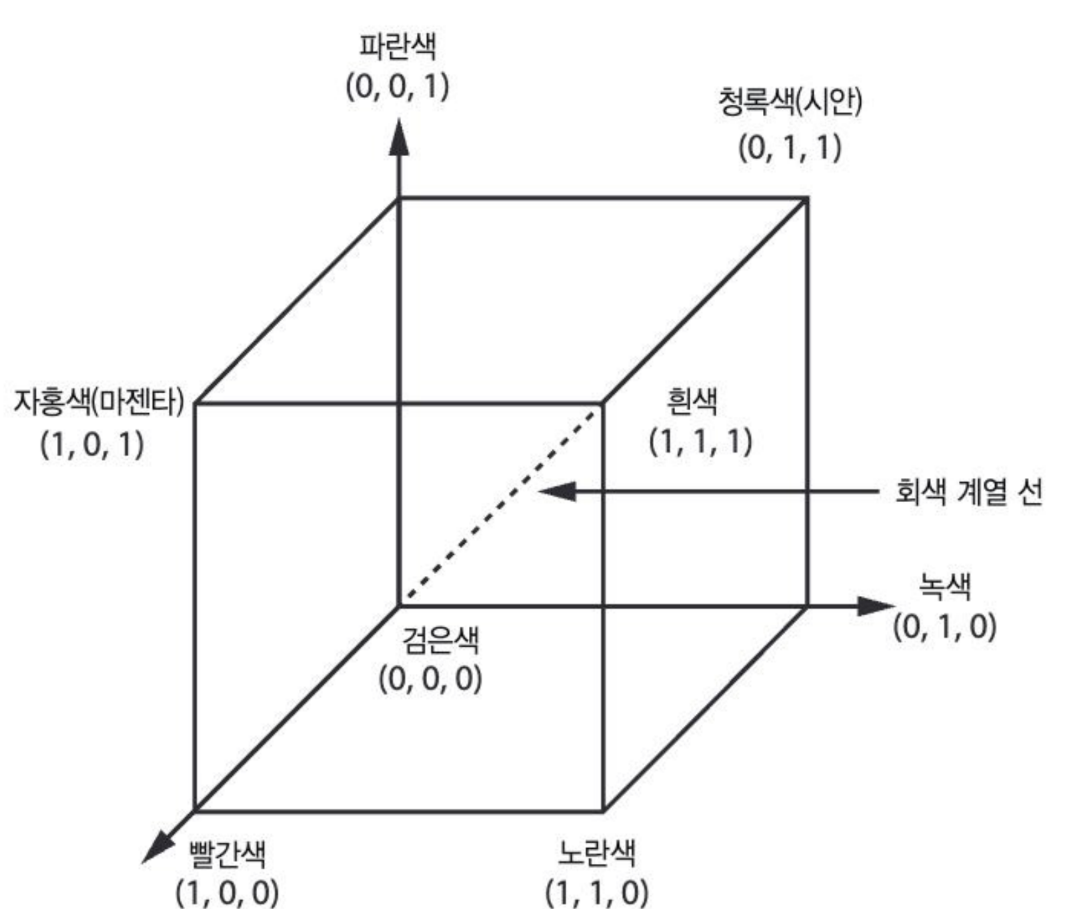 파란색
(0, 0, 1)
청록색(시안)
(0, 1, 1)
자홍색(마젠타)
(1, 0, 1)
흰색
(1, 1, 1)
회색 계열 선
녹색
(0, 1, 0)
검은색
(0, 0, 0)
빨간색
(1, 0, 0)
노란색
(1, 1, 0)